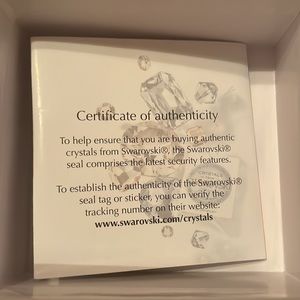 Certificate of authenticity
To help ensure that you are buying authentic
crystals from Swarovski®, the Swarovski®
seal comprises the latest security features.
To establish the authenticity of the Swarovski®
seal tag or sticker, you can verify the
tracking number on their website:
www.swarovski.com/crystals